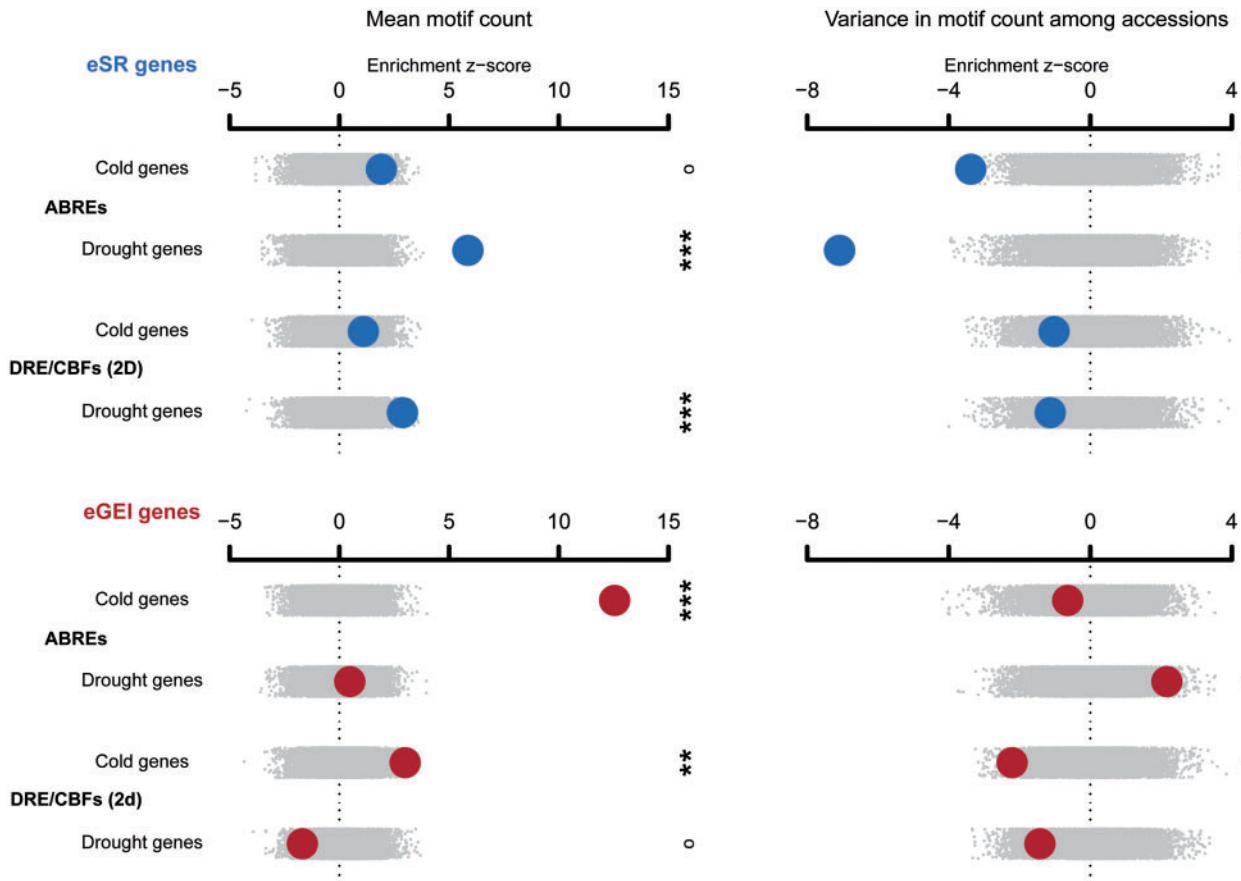 Mean motif count Variance in motif count among accessions
eSR genes Enrichment z−score Enrichment z−score
−5 0 5 10 15 −8 −4 0 4
Cold genes o
ABREs
Drought genes ***
Cold genes
DRE/CBFs (2D)
Drought genes ***
eGEI genes −5 0 5 10 15 −8 −4 0 4
Cold genes ***
ABREs
Drought genes
Cold genes **
DRE/CBFs (2d)
Drought genes o